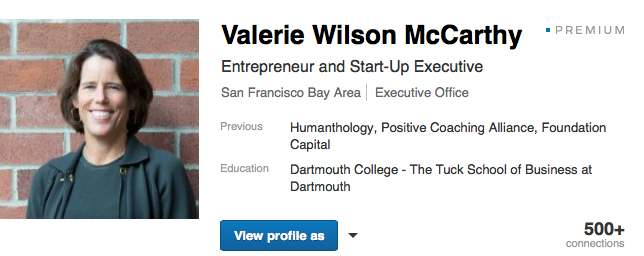 Valerie Wilson McCarthy
PREMIUM
Entrepreneur and Start-Up Executive
San Francisco Bay Area | Executive Office
Previous
Humanthology, Positive Coaching Alliance, Foundation
Capital
Education
Dartmouth College - The Tuck School of Business at
Dartmouth
View profile as
500+
connections